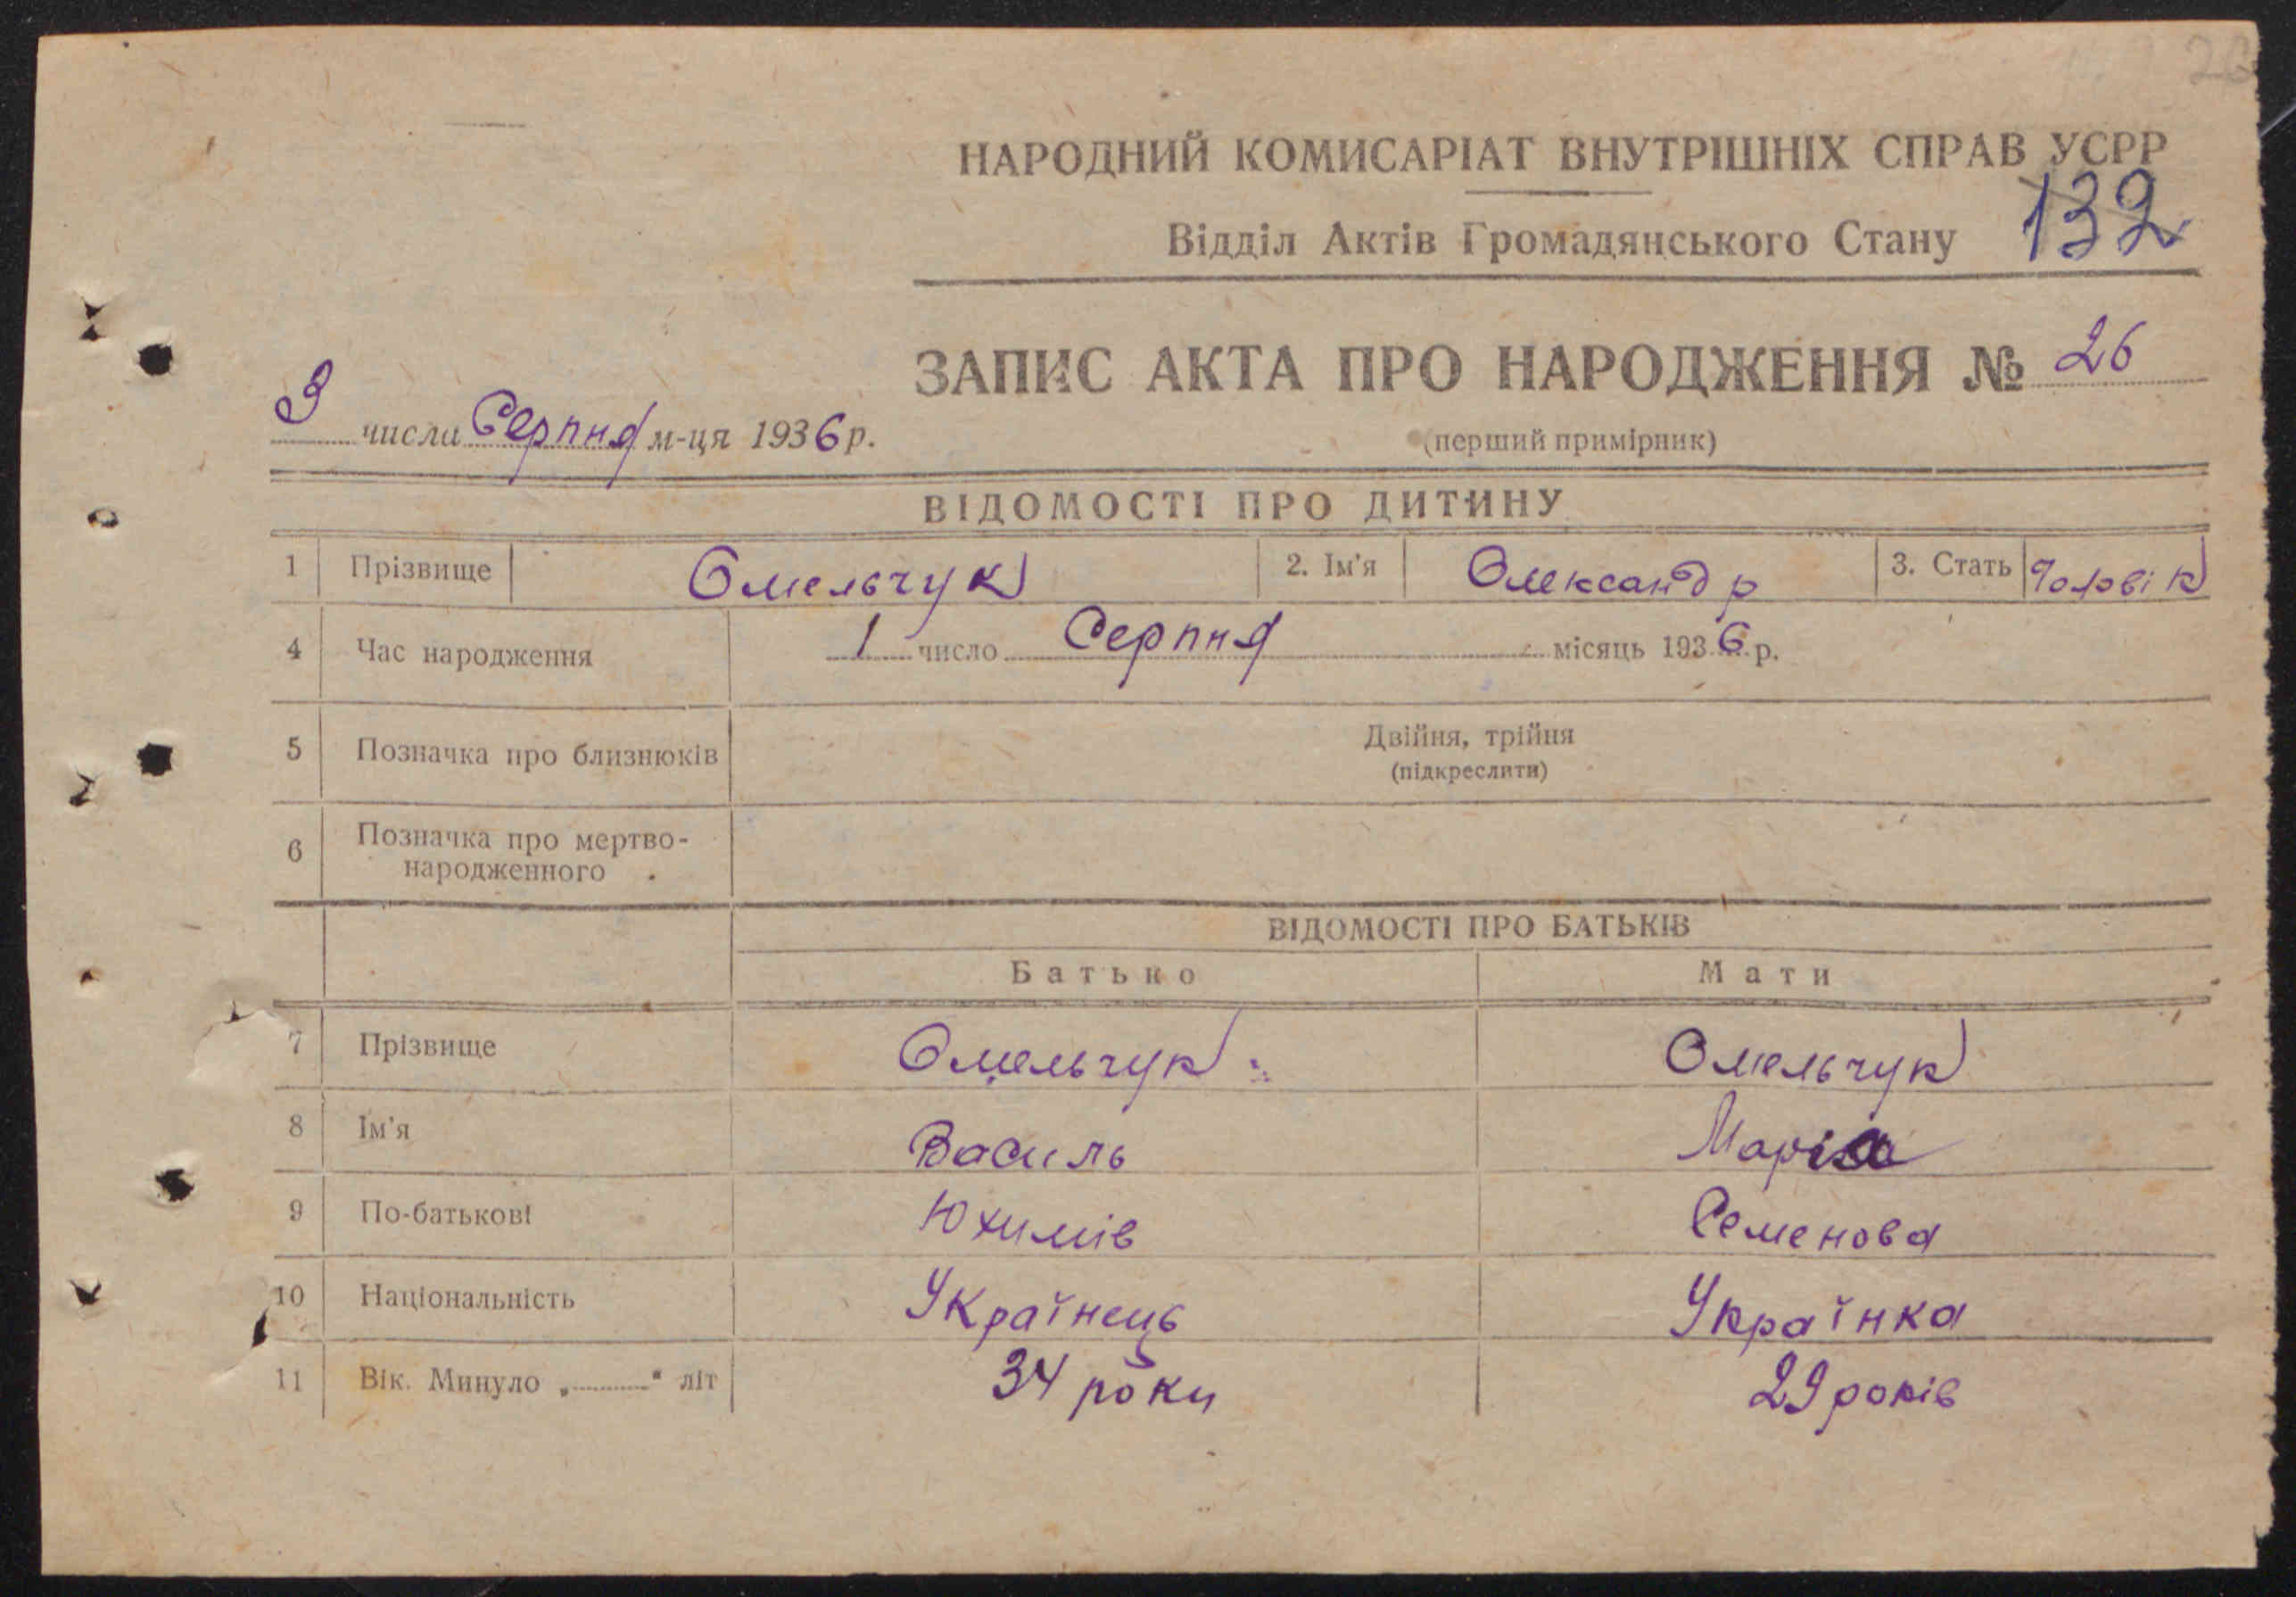 НАРОДНИЙ КОМИСАРІАТ ВНУТРІШНІХ СПРАВ УСРР
Відділ Актів Громадянського Стану 132
ЗАПИС АКТА ПРО НАРОДЖЕННЯ № 26
числа Серпня м-ця 1936 р.
(перший примірник)
ВІДОМОСТІ ПРО ДИТИНУ
1 Прізвище Омельчук 2. Ім'я Олександр 3. Стать Чоловік
4 Час народження 1 число Серпня місяць 1936 р.
5 Позначка про близнюків Двійня, трійня
(підкреслити)
6 Позначка про мертво-
народженного
ВІДОМОСТІ ПРО БАТЬКІВ
Батько Мати
7 Прізвище Омельчук Омельчук
8 Ім'я Василь Марія
9 По-батькові Юхимів Семенова
10 Національність Українець Українка
11 Вік. Минуло „ “ літ 34 роки 29 років